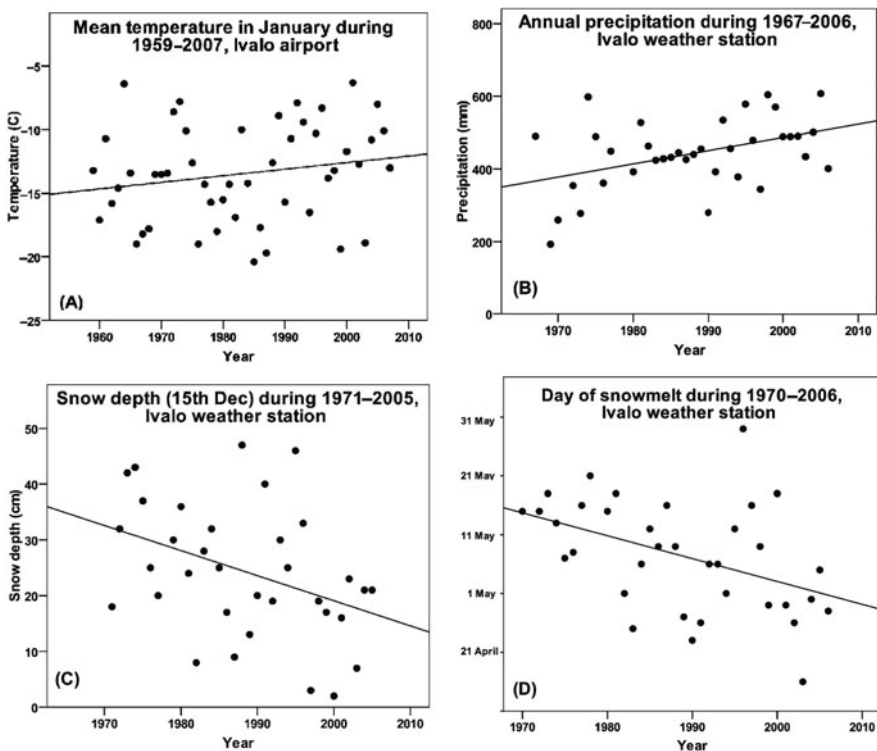 Mean temperature in January during
1959–2007, Ivalo airport
Temperature (C)
–5
–10
–15
–20
–25
(A)
1960
1970
1980
1990
2000
2010
Year
Annual precipitation during 1967–2006,
Ivalo weather station
Precipitation (mm)
800
600
400
200
0
(B)
1970
1980
1990
2000
2010
Year
Snow depth (15th Dec) during 1971–2005,
Ivalo weather station
Snow depth (cm)
50
40
30
20
10
0
(C)
1970
1980
1990
2000
2010
Year
Day of snowmelt during 1970–2006,
Ivalo weather station
31 May
21 May
11 May
1 May
21 April
(D)
1970
1980
1990
2000
2010
Year